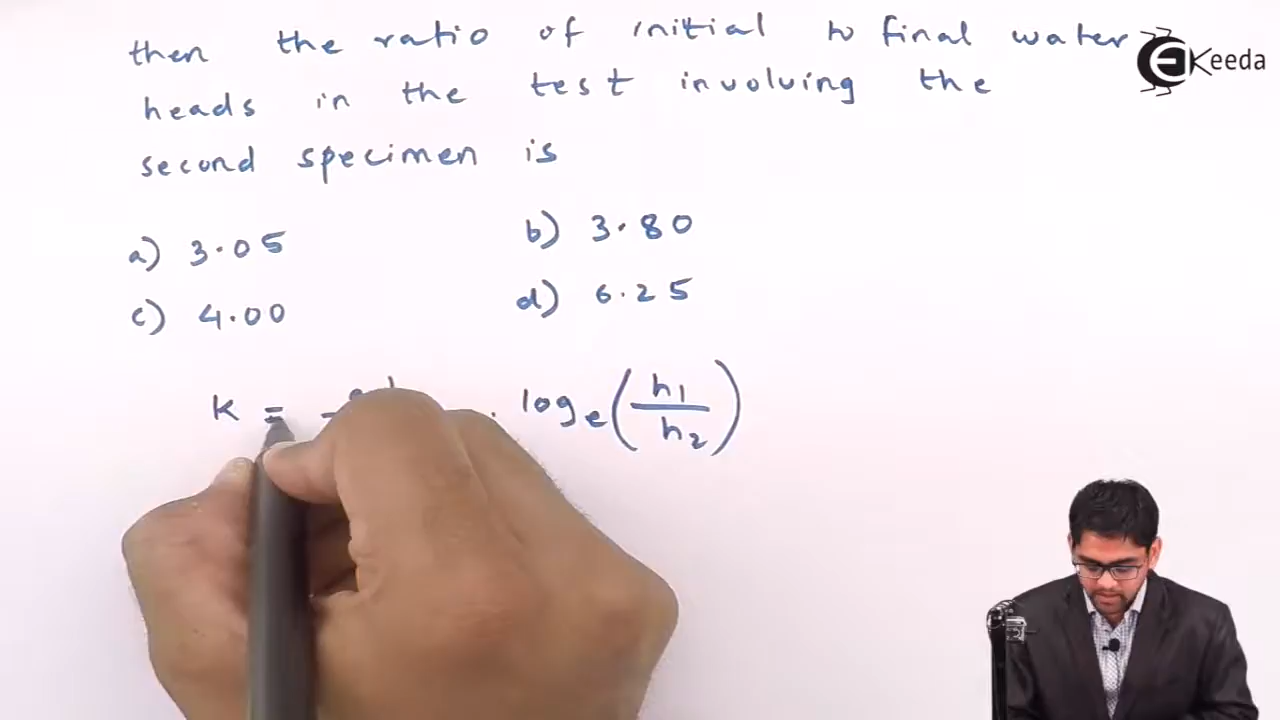 then the ratio of initial to final water
heads in the test involving the
second specimen is
a) 3.05 b) 3.80
c) 4.00 d) 6.25
k = . log e (h1 / h2)
EKeeda